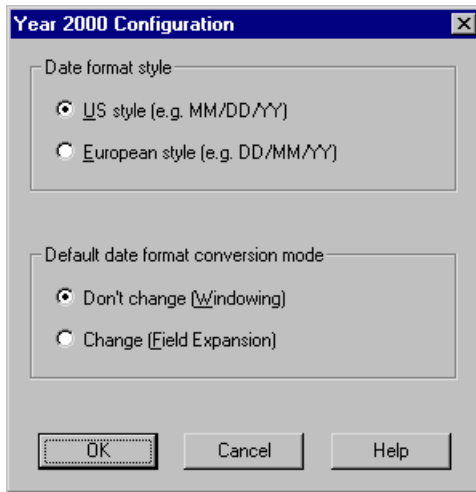 Year 2000 Configuration
Date format style
US style (e.g. MM/DD/YY)
European style (e.g. DD/MM/YY)
Default date format conversion mode
Don't change (Windowing)
Change (Field Expansion)
OK Cancel Help